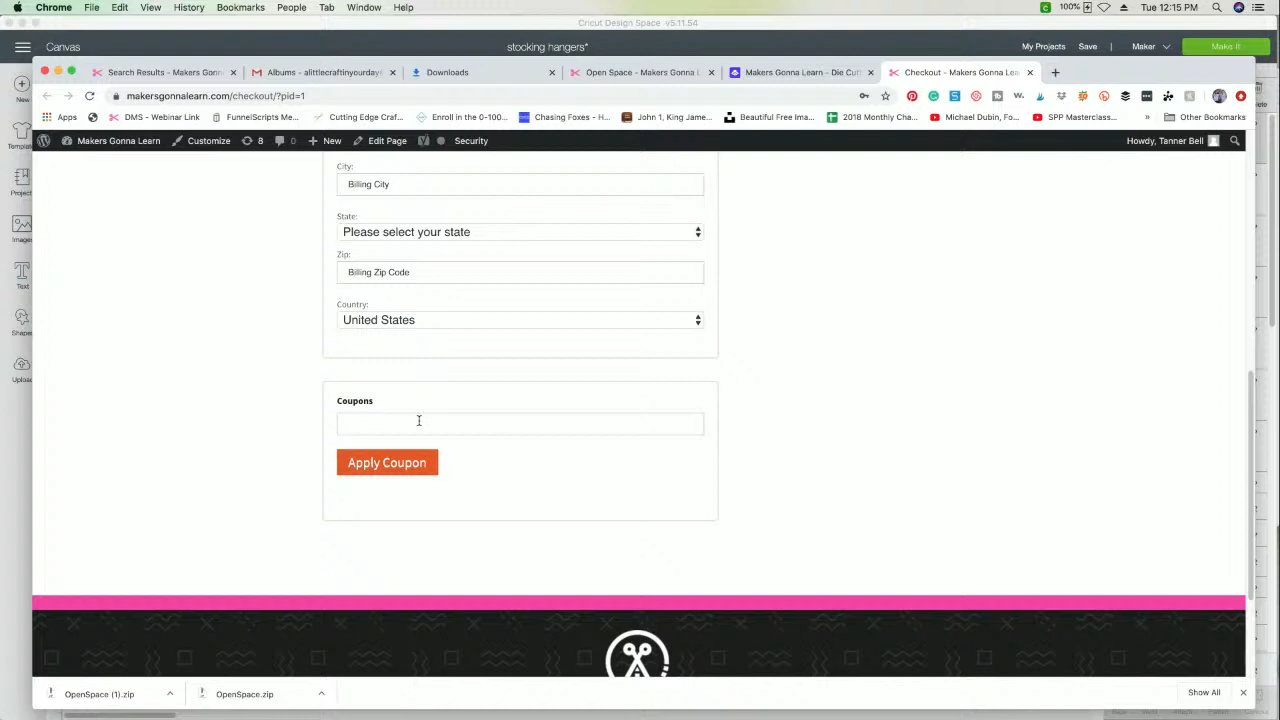 Chrome File Edit View History Bookmarks People Tab Window Help 100% Tue 12:15 PM
Cricut Design Space v5.11.54
Canvas stocking hangers* My Projects Save | Maker Make It
New
Search Results - Makers Gonn Albums - alittlecraftinyourdaye Downloads Open Space - Makers Gonna L Makers Gonna Learn - Die Cut Checkout - Makers Gonna Lea
makersgonnalearn.com/checkout/?pid=1
Apps DMS - Webinar Link FunnelScripts Me... Cutting Edge Craf... Enroll in the 0-100... Chasing Foxes - H... John 1, King Jame... Beautiful Free Ima... 2018 Monthly Cha... Michael Dubin, Fo... SPP Masterclass... » Other Bookmarks
Makers Gonna Learn Customize 8 0 New Edit Page Security Howdy, Tanner Bell
Templat
City:
Billing City
Project
State:
Please select your state
Images
Zip:
Billing Zip Code
Text
Country:
United States
Shapes
Upload
Coupons
Apply Coupon
OpenSpace (1).zip OpenSpace.zip Show All